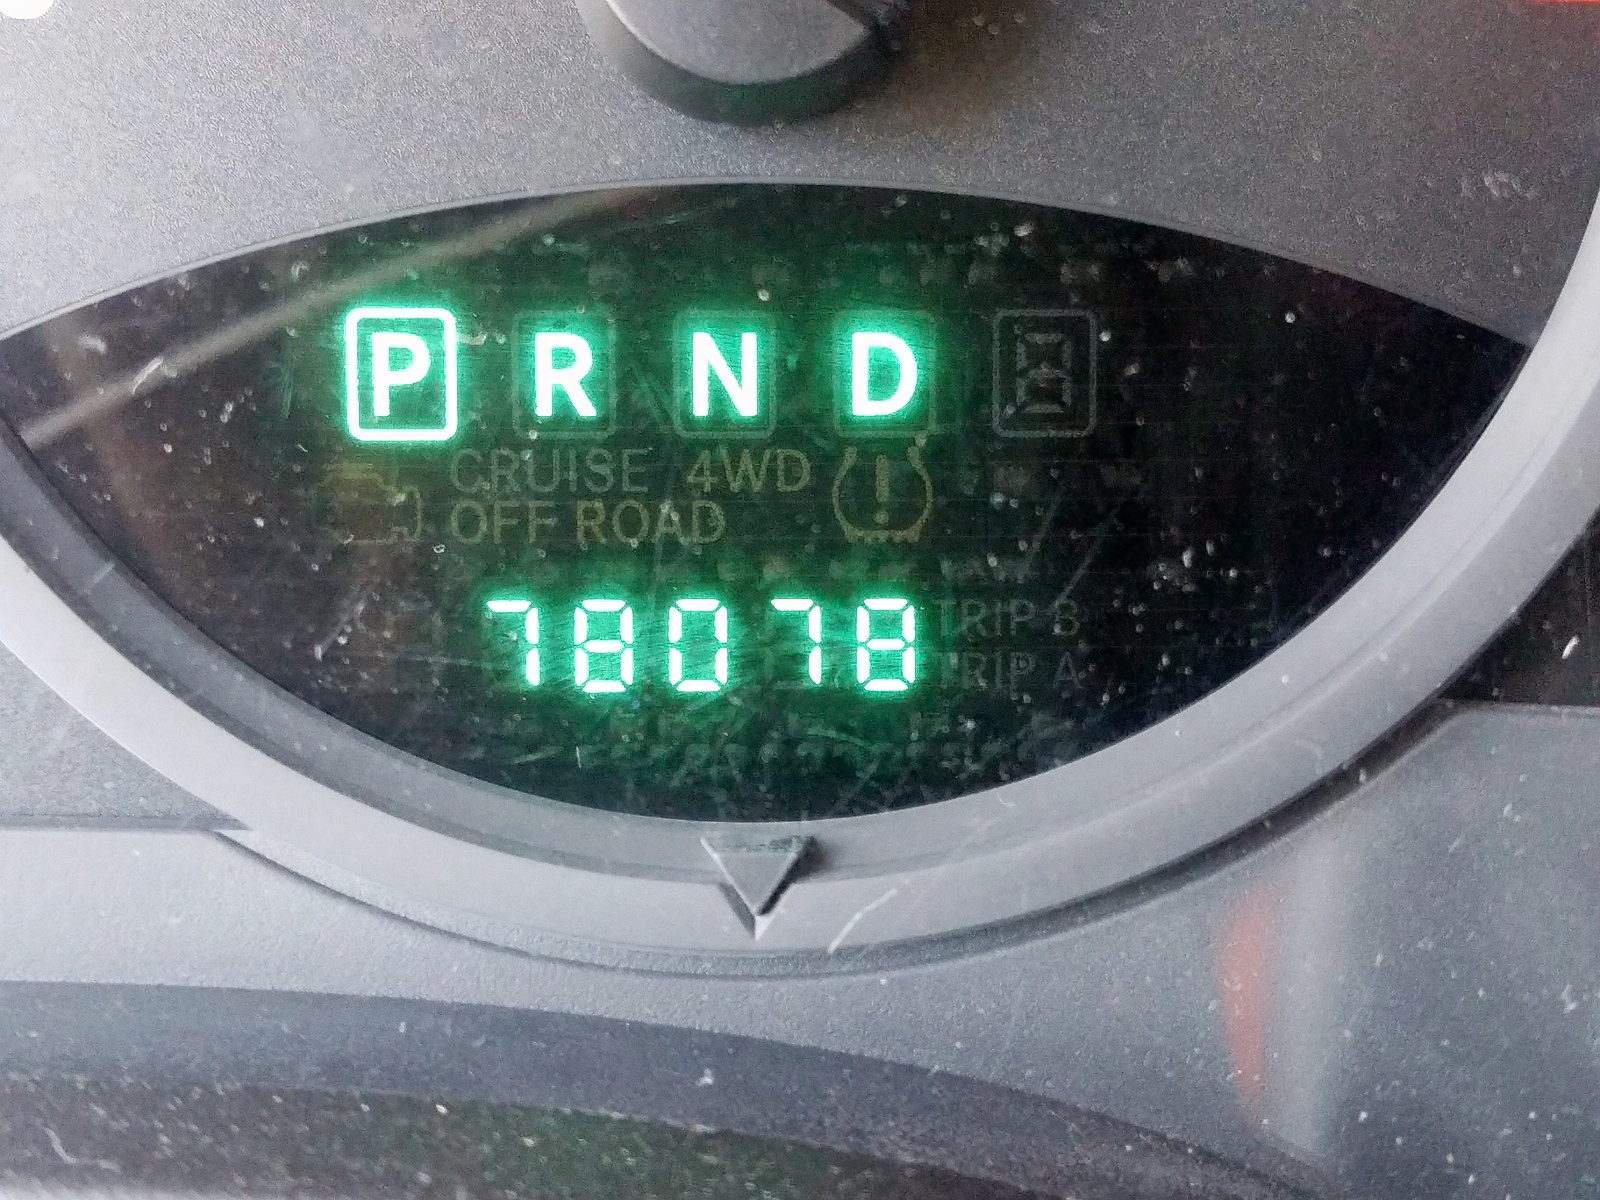 P R N D
CRUISE 4WD
OFF ROAD
78078
TRIP B
TRIP A